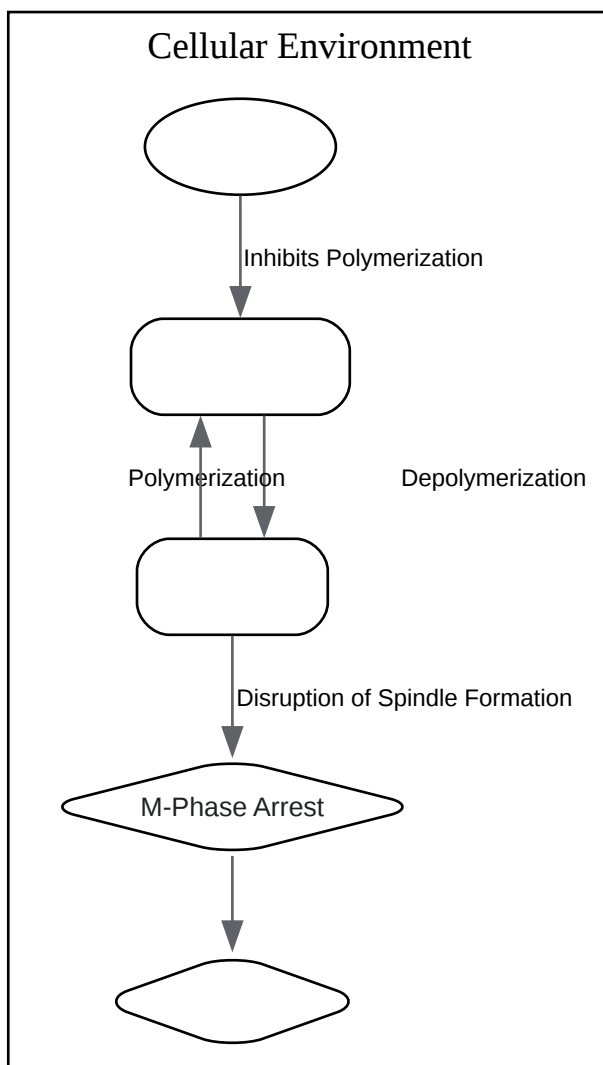 Cellular Environment
Inhibits Polymerization
Polymerization
Depolymerization
Disruption of Spindle Formation
M-Phase Arrest